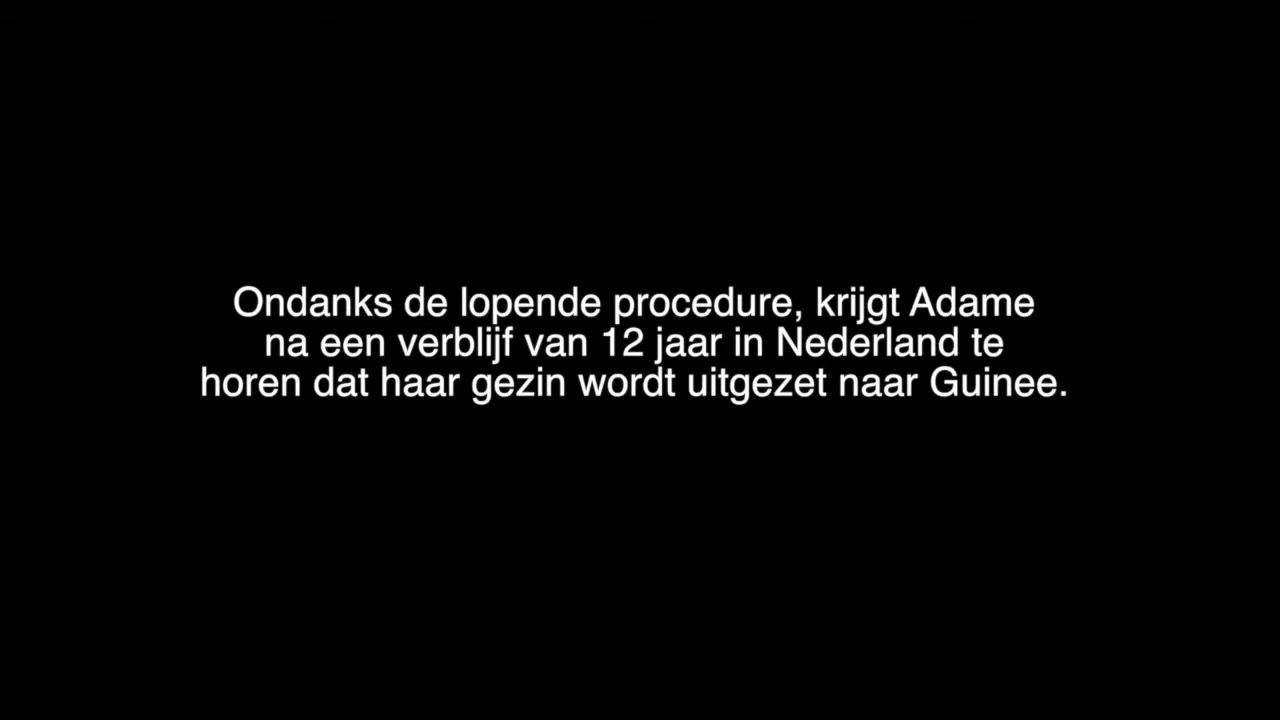 Ondanks de lopende procedure, krijgt Adame
na een verblijf van 12 jaar in Nederland te
horen dat haar gezin wordt uitgezet naar Guinee.